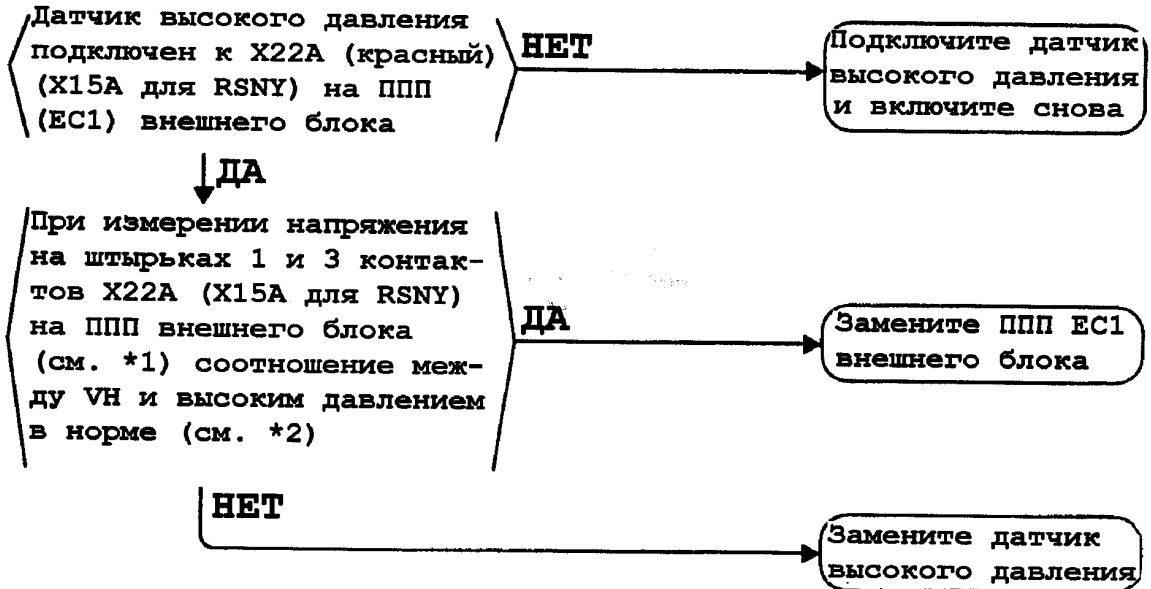 Датчик высокого давления
подключен к X22A (красный)
(X15A для RSNY) на ППП
(EC1) внешнего блока
НЕТ
Подключите датчик
высокого давления
и включите снова
ДА
При измерении напряжения
на штырьках 1 и 3 контак-
тов X22A (X15A для RSNY)
на ППП внешнего блока
(см. *1) соотношение меж-
ду VH и высоким давлением
в норме (см. *2)
ДА
Замените ППП EC1
внешнего блока
НЕТ
Замените датчик
высокого давления